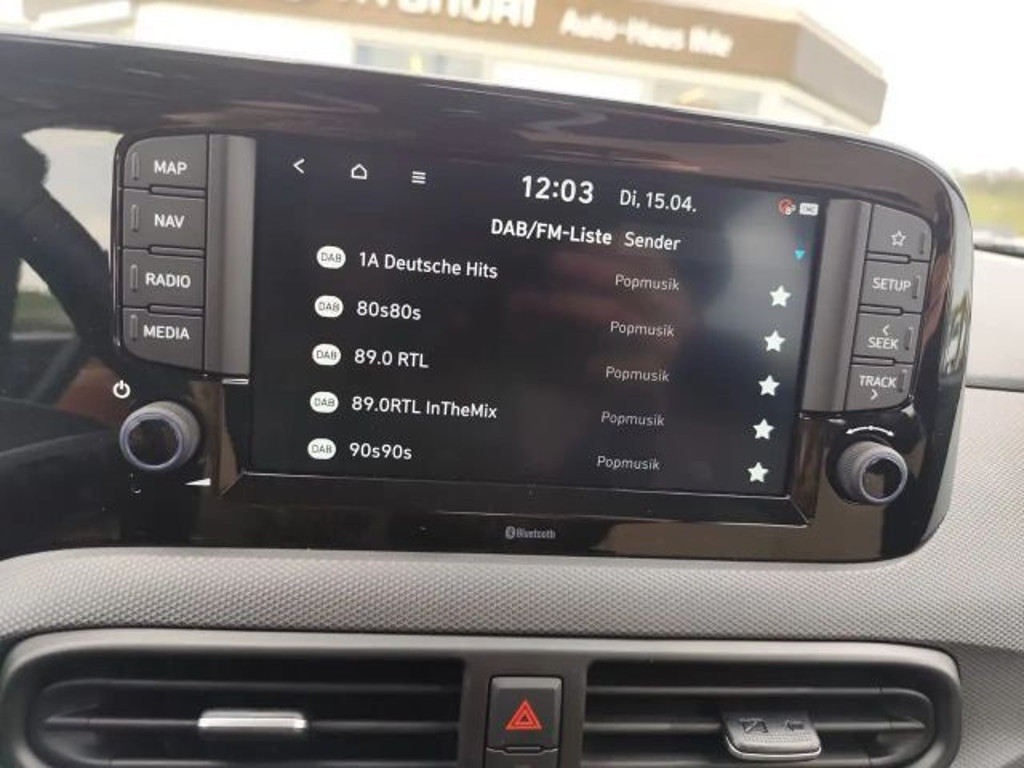 HYUNDAI Auto-Haus Ihle
MAP
NAV
RADIO
MEDIA
12:03 Di, 15.04.
DAB/FM-Liste Sender
DAB 1A Deutsche Hits Popmusik
DAB 80s80s Popmusik
DAB 89.0 RTL Popmusik
DAB 89.0RTL InTheMix Popmusik
DAB 90s90s Popmusik
SETUP
< SEEK
TRACK >
Bluetooth